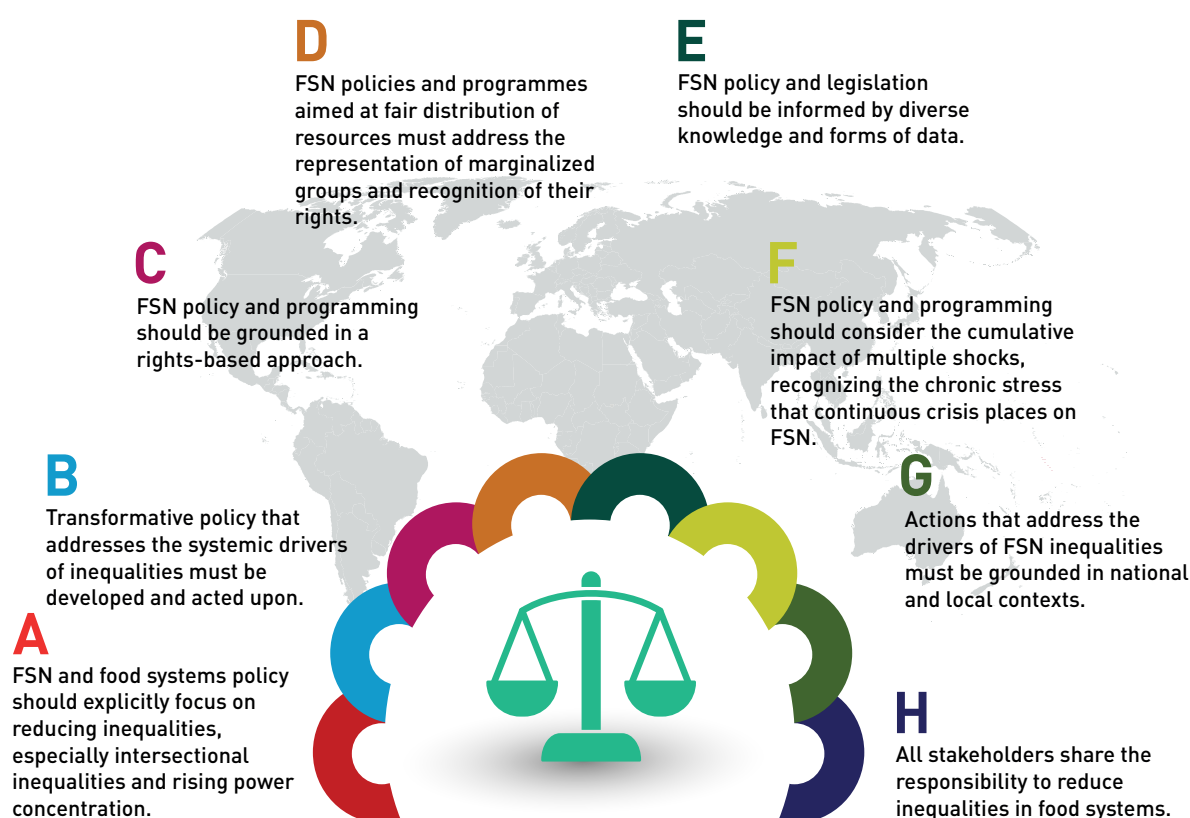 A
FSN and food systems policy
should explicitly focus on
reducing inequalities,
especially intersectional
inequalities and rising power
concentration.
B
Transformative policy that
addresses the systemic drivers
of inequalities must be
developed and acted upon.
C
FSN policy and programming
should be grounded in a
rights-based approach.
D
FSN policies and programmes
aimed at fair distribution of
resources must address the
representation of marginalized
groups and recognition of their
rights.
E
FSN policy and legislation
should be informed by diverse
knowledge and forms of data.
F
FSN policy and programming
should consider the cumulative
impact of multiple shocks,
recognizing the chronic stress
that continuous crisis places on
FSN.
G
Actions that address the
drivers of FSN inequalities
must be grounded in national
and local contexts.
H
All stakeholders share the
responsibility to reduce
inequalities in food systems.